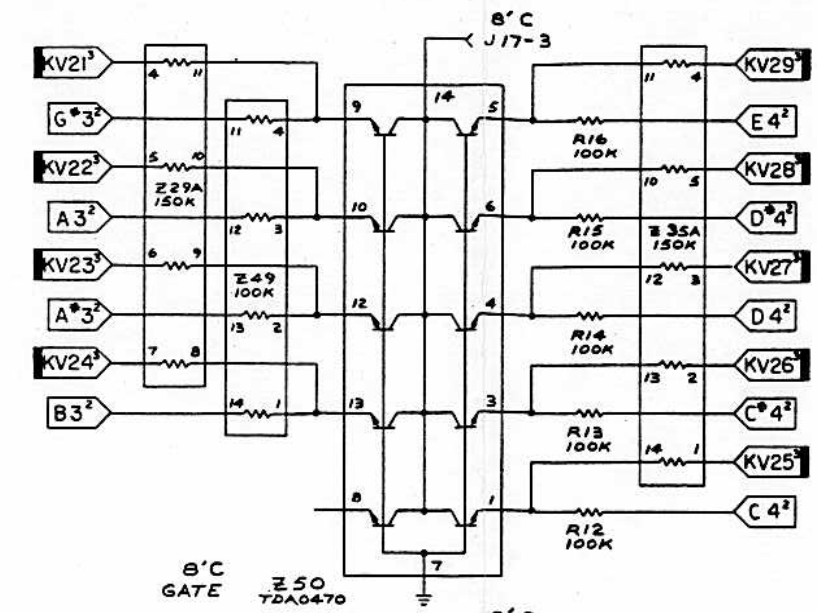 8'C
J17-3
KV21³
4
11
G#3²
11
4
9
14
5
R16
100K
11
4
KV29³
E4²
KV22³
5
10
Z29A
150K
A3²
12
3
10
6
R15
100K
10
5
Z35A
150K
KV28³
D#4²
KV23³
6
9
Z49
100K
A#3²
13
2
12
4
R14
100K
12
3
KV27³
D4²
KV24³
7
8
B3²
14
1
13
3
R13
100K
13
2
KV26³
C#4²
8
1
R12
100K
14
1
KV25³
C4²
7
8'C
GATE
Z50
TDA0470